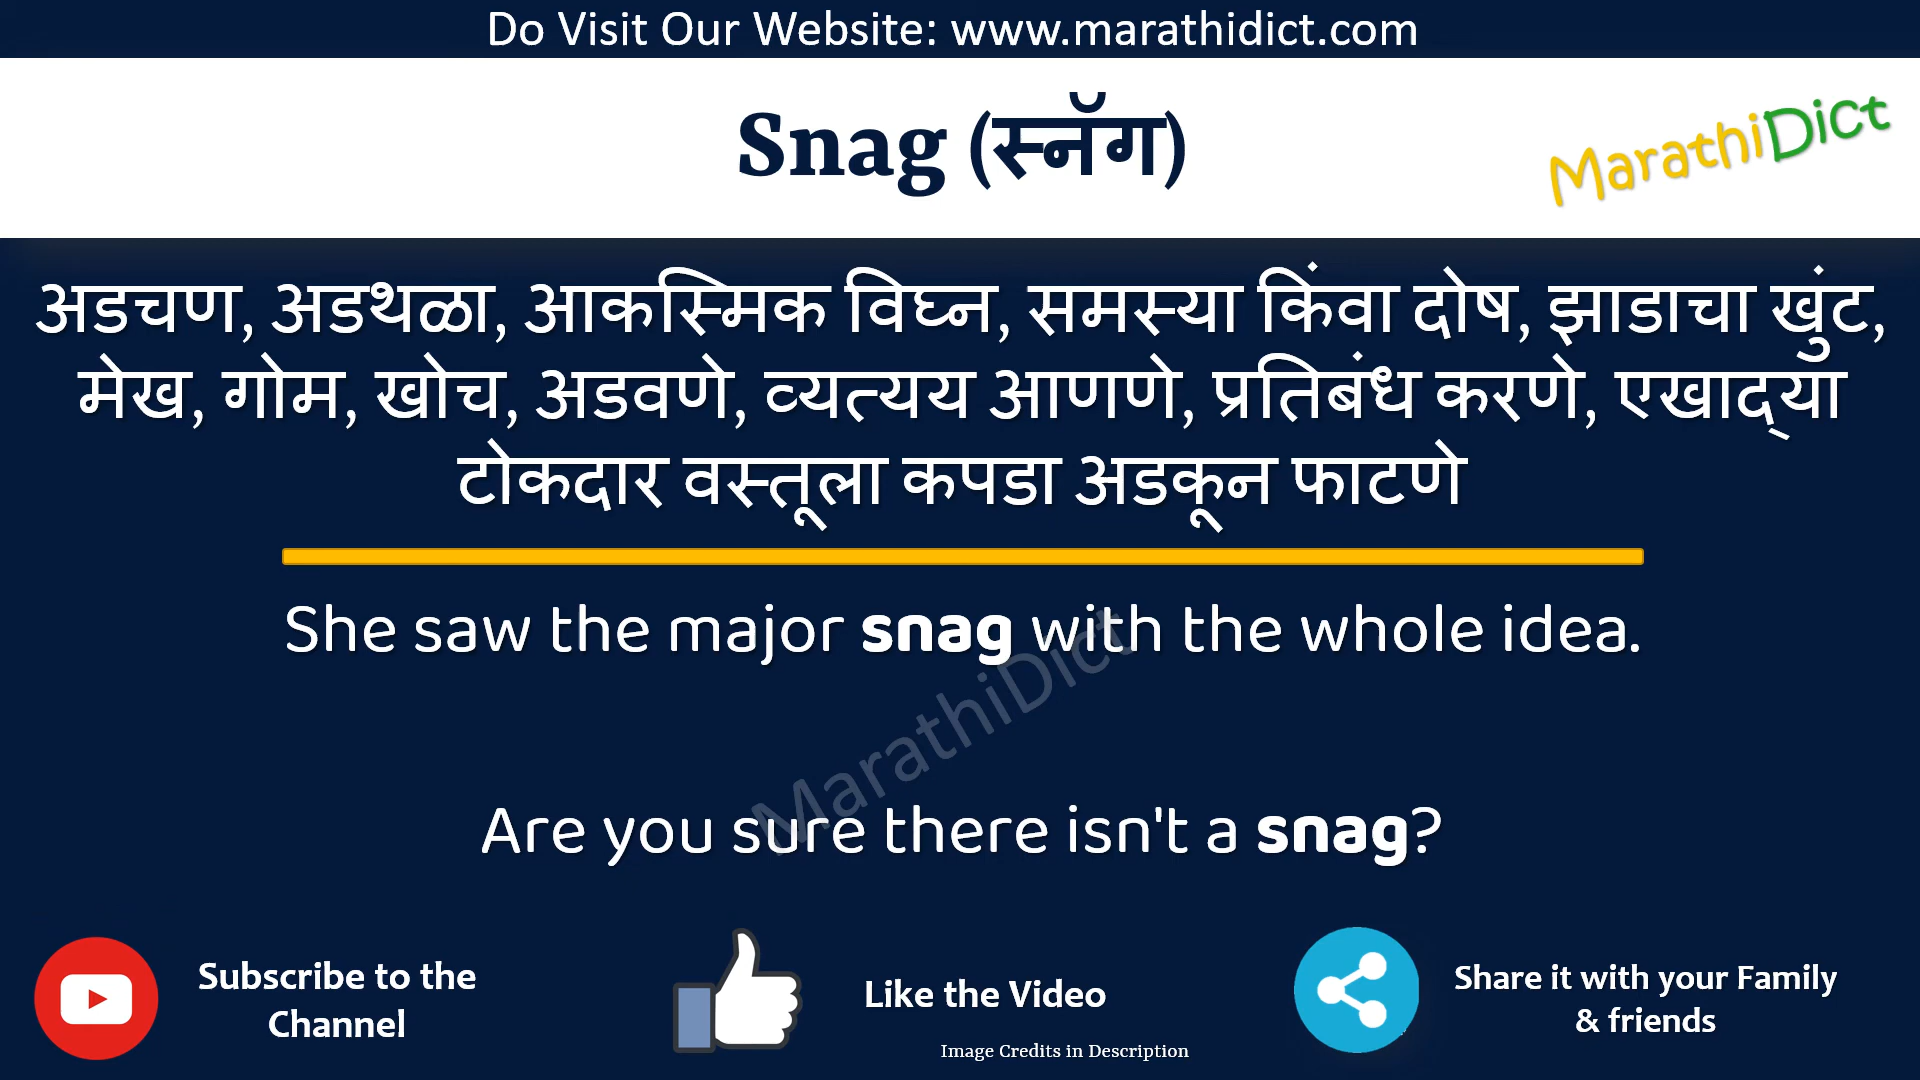 Do Visit Our Website: www.marathidict.com
Snag (स्नॅग)
MarathiDict
अडचण, अडथळा, आकस्मिक विघ्न, समस्या किंवा दोष, झाडाचा खुंट,
मेख, गोम, खोच, अडवणे, व्यत्यय आणणे, प्रतिबंध करणे, एखाद्‌या
टोकदार वस्तूला कपडा अडकून फाटणे
She saw the major snag with the whole idea.
MarathiDict
Are you sure there isn't a snag?
Subscribe to the
Channel
Like the Video
Share it with your Family
& friends
Image Credits in Description